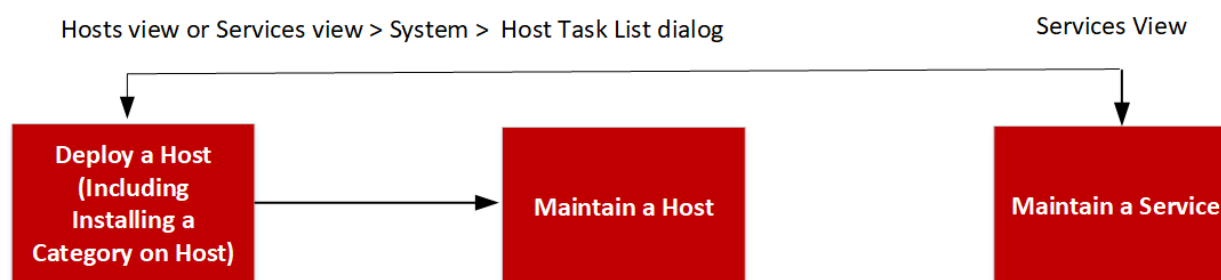 Hosts view or Services view > System > Host Task List dialog
Services View
Deploy a Host
(Including
Installing a
Category on Host)
Maintain a Host
Maintain a Service